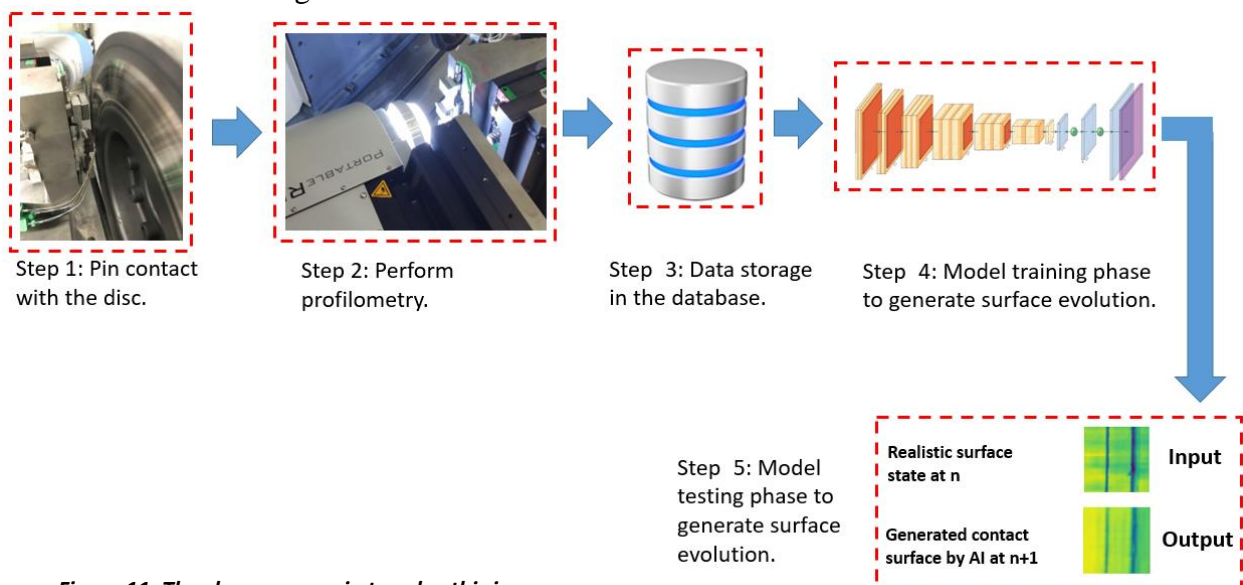 PORTABLER
Step 1: Pin contact
with the disc.
Step 2: Perform
profilometry.
Step 3: Data storage
in the database.
Step 4: Model training phase
to generate surface evolution.
Step 5: Model
testing phase to
generate surface
evolution.
Realistic surface
state at n
Input
Generated contact
surface by AI at n+1
Output